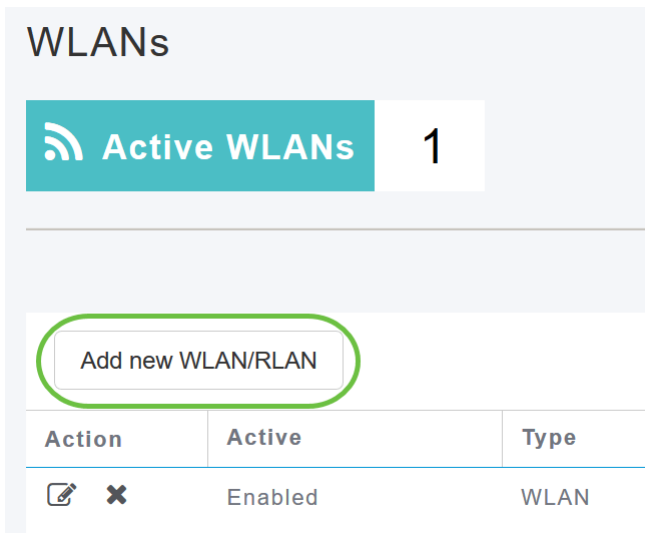 WLANs
Active WLANs 1
Add new WLAN/RLAN
Action Active Type
Enabled WLAN